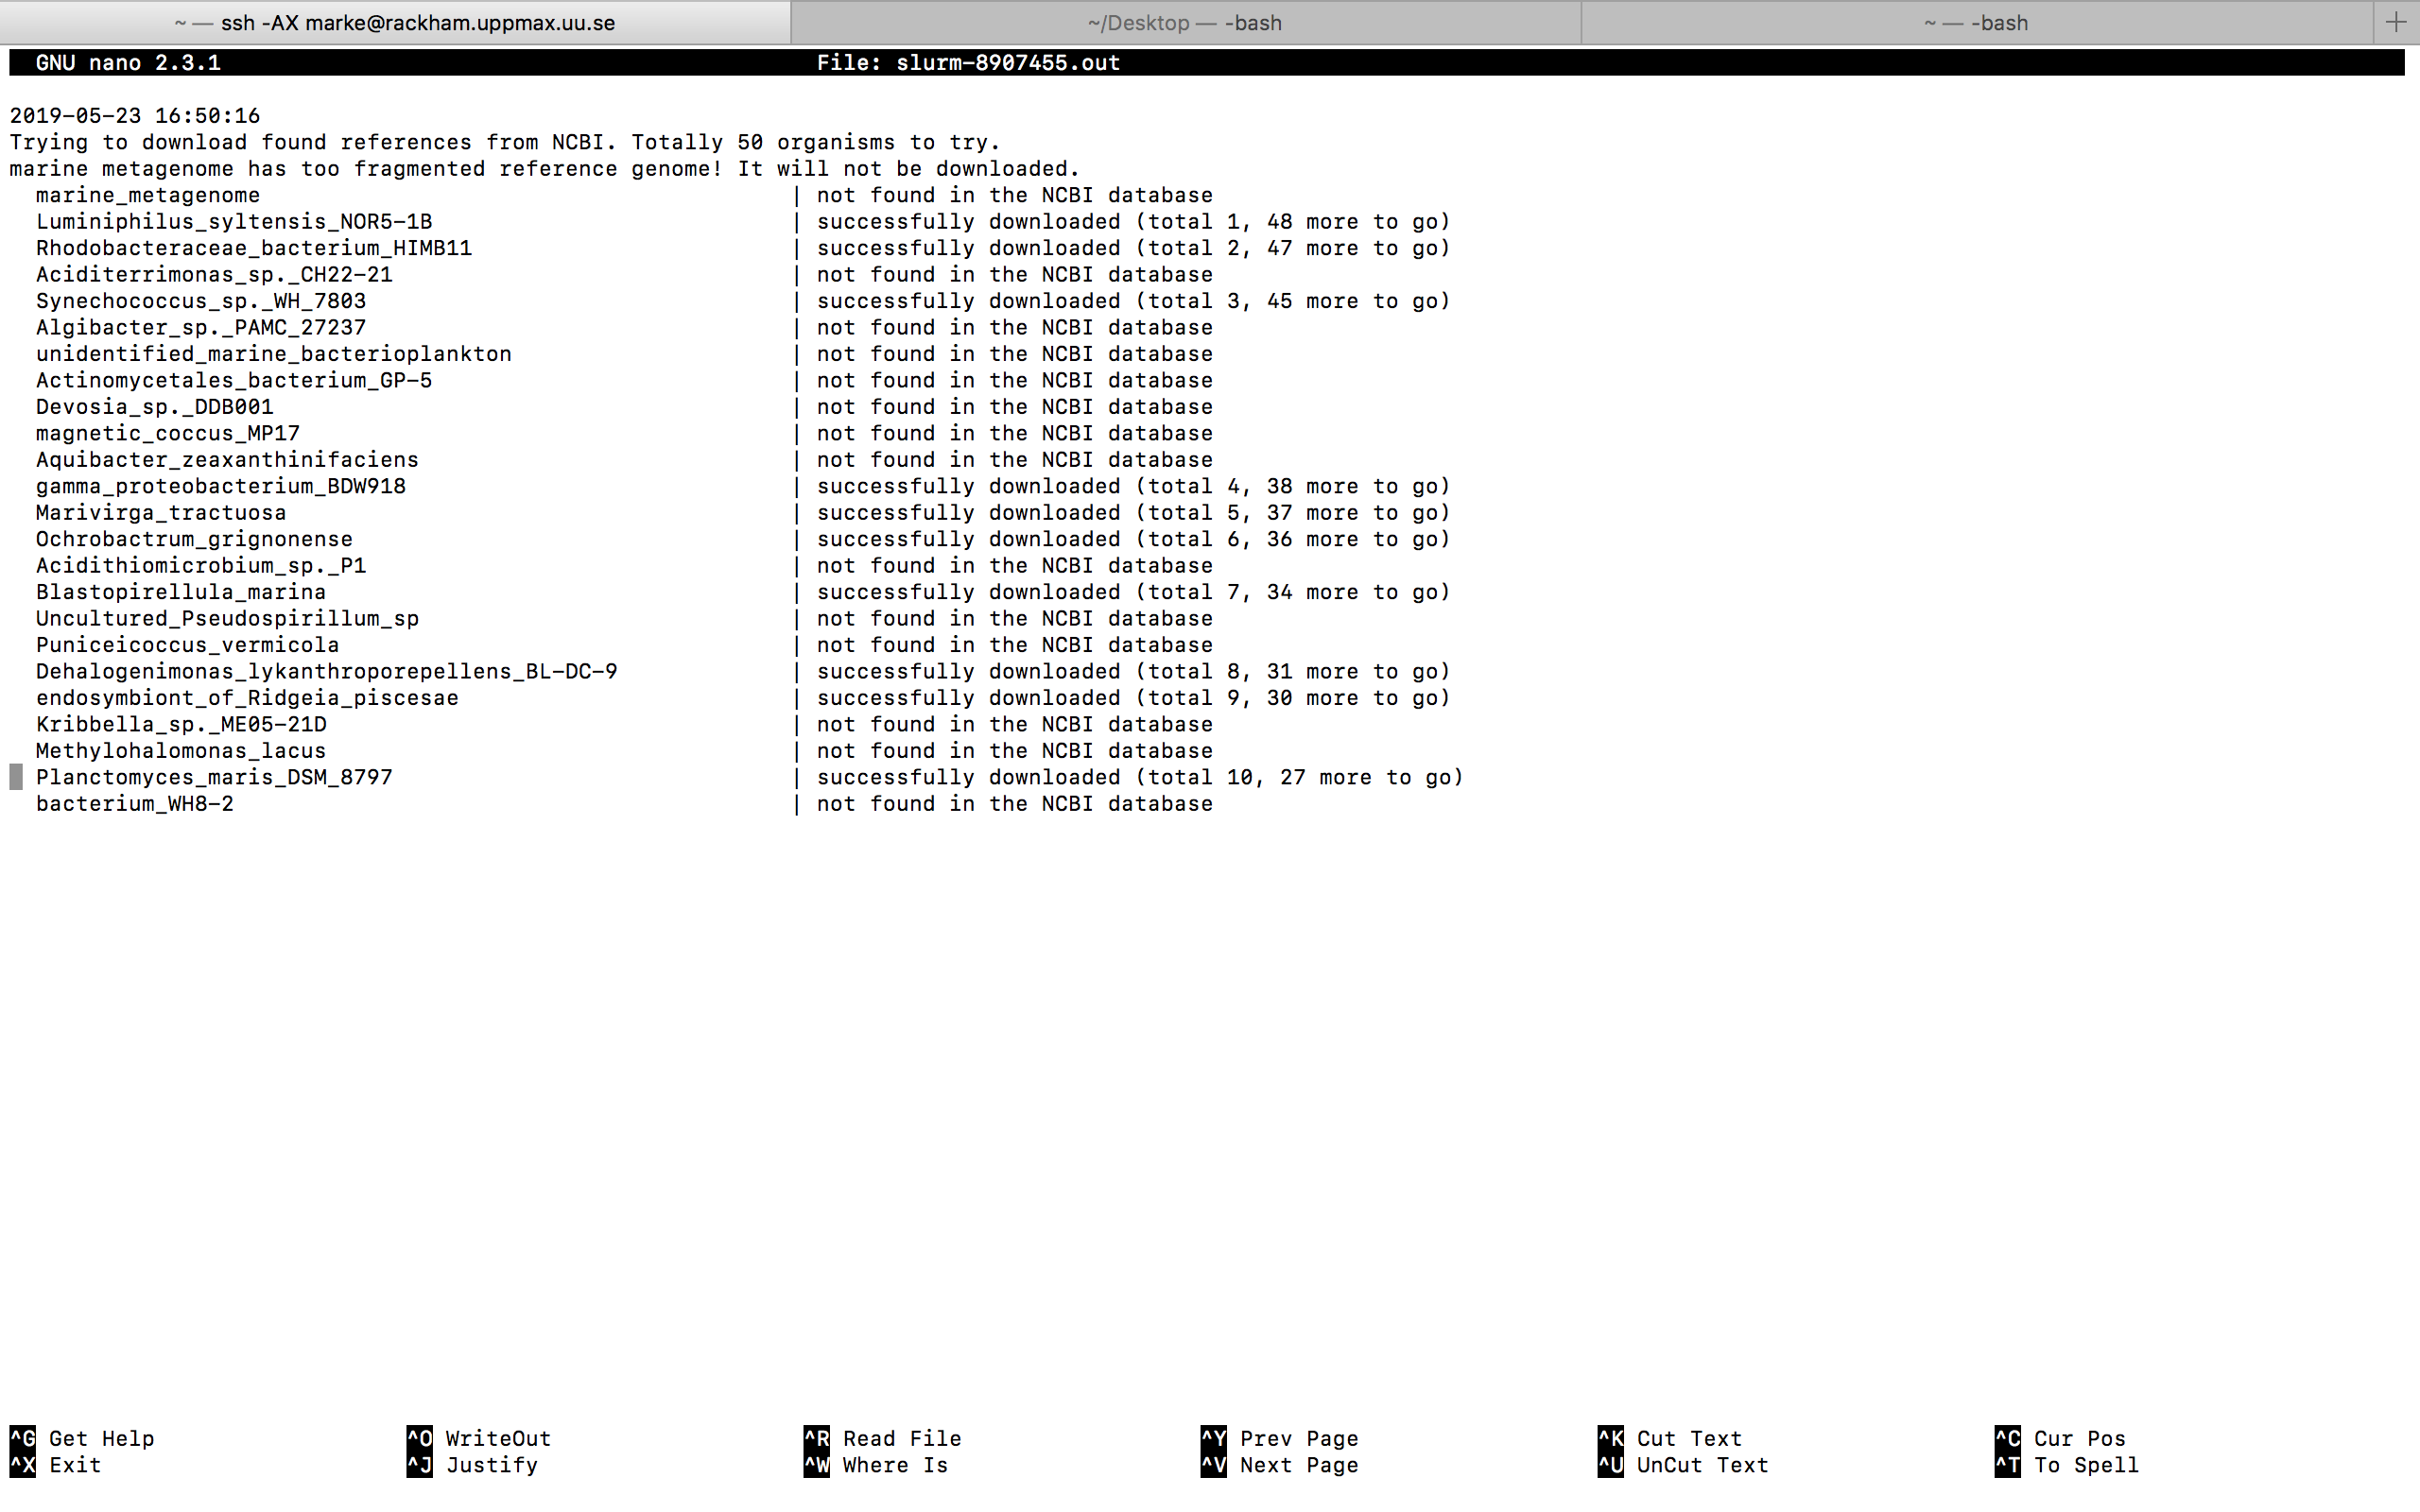 ~ — ssh -AX marke@rackham.uppmax.uu.se ~/Desktop — -bash ~ — -bash +
GNU nano 2.3.1 File: slurm-8907455.out
2019-05-23 16:50:16
Trying to download found references from NCBI. Totally 50 organisms to try.
marine metagenome has too fragmented reference genome! It will not be downloaded.
marine_metagenome | not found in the NCBI database
Luminiphilus_syltensis_NOR5-1B | successfully downloaded (total 1, 48 more to go)
Rhodobacteraceae_bacterium_HIMB11 | successfully downloaded (total 2, 47 more to go)
Aciditerrimonas_sp._CH22-21 | not found in the NCBI database
Synechococcus_sp._WH_7803 | successfully downloaded (total 3, 45 more to go)
Algibacter_sp._PAMC_27237 | not found in the NCBI database
unidentified_marine_bacterioplankton | not found in the NCBI database
Actinomycetales_bacterium_GP-5 | not found in the NCBI database
Devosia_sp._DDB001 | not found in the NCBI database
magnetic_coccus_MP17 | not found in the NCBI database
Aquibacter_zeaxanthinifaciens | not found in the NCBI database
gamma_proteobacterium_BDW918 | successfully downloaded (total 4, 38 more to go)
Marivirga_tractuosa | successfully downloaded (total 5, 37 more to go)
Ochrobactrum_grignonense | successfully downloaded (total 6, 36 more to go)
Acidithiomicrobium_sp._P1 | not found in the NCBI database
Blastopirellula_marina | successfully downloaded (total 7, 34 more to go)
Uncultured_Pseudospirillum_sp | not found in the NCBI database
Puniceicoccus_vermicola | not found in the NCBI database
Dehalogenimonas_lykanthroporepellens_BL-DC-9 | successfully downloaded (total 8, 31 more to go)
endosymbiont_of_Ridgeia_piscesae | successfully downloaded (total 9, 30 more to go)
Kribbella_sp._ME05-21D | not found in the NCBI database
Methylohalomonas_lacus | not found in the NCBI database
Planctomyces_maris_DSM_8797 | successfully downloaded (total 10, 27 more to go)
bacterium_WH8-2 | not found in the NCBI database
^G Get Help ^O WriteOut ^R Read File ^Y Prev Page ^K Cut Text ^C Cur Pos
^X Exit ^J Justify ^W Where Is ^V Next Page ^U UnCut Text ^T To Spell